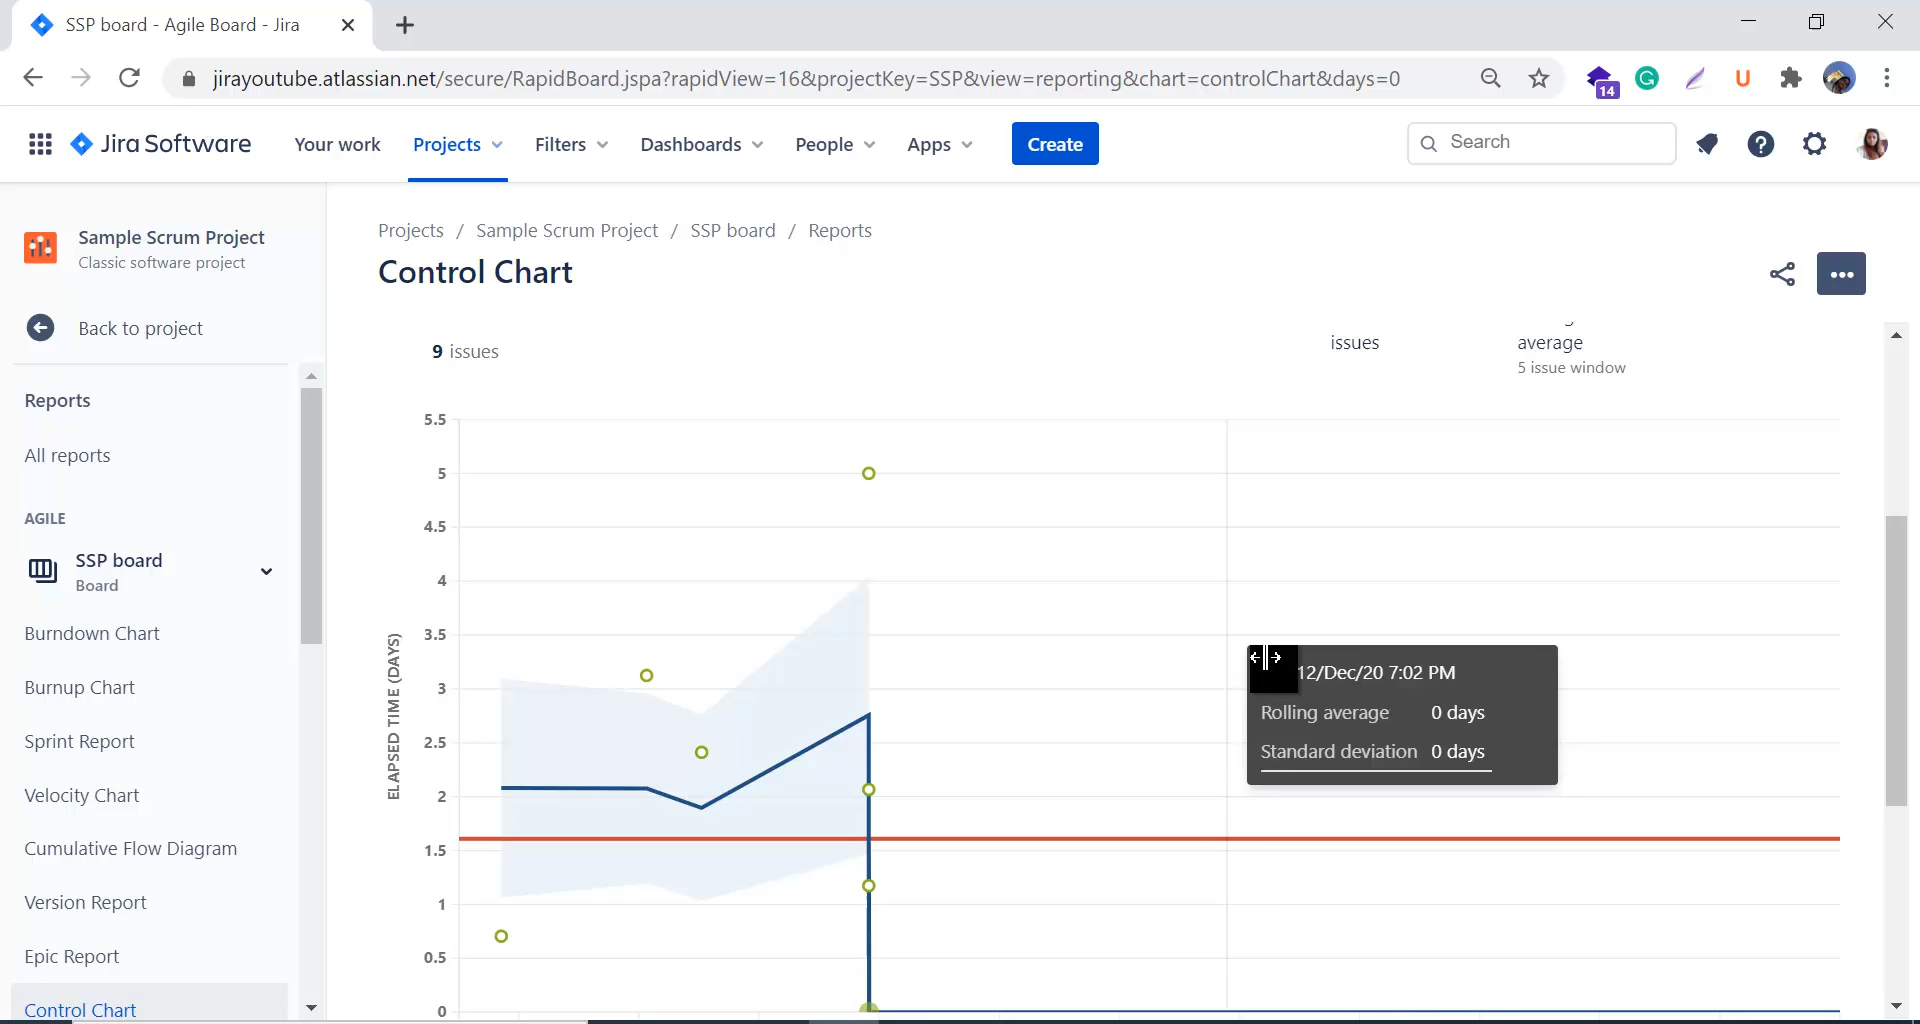 SSP board - Agile Board - Jira
jirayoutube.atlassian.net/secure/RapidBoard.jspa?rapidView=16&projectKey=SSP&view=reporting&chart=controlChart&days=0
14
Jira Software
Your work
Projects
Filters
Dashboards
People
Apps
Create
Search
Sample Scrum Project
Classic software project
Back to project
Reports
All reports
AGILE
SSP board
Board
Burndown Chart
Burnup Chart
Sprint Report
Velocity Chart
Cumulative Flow Diagram
Version Report
Epic Report
Control Chart
Projects / Sample Scrum Project / SSP board / Reports
Control Chart
9 issues
issues
average
5 issue window
ELAPSED TIME (DAYS)
5.5
5
4.5
4
3.5
3
2.5
2
1.5
1
0.5
0
12/Dec/20 7:02 PM
Rolling average 0 days
Standard deviation 0 days